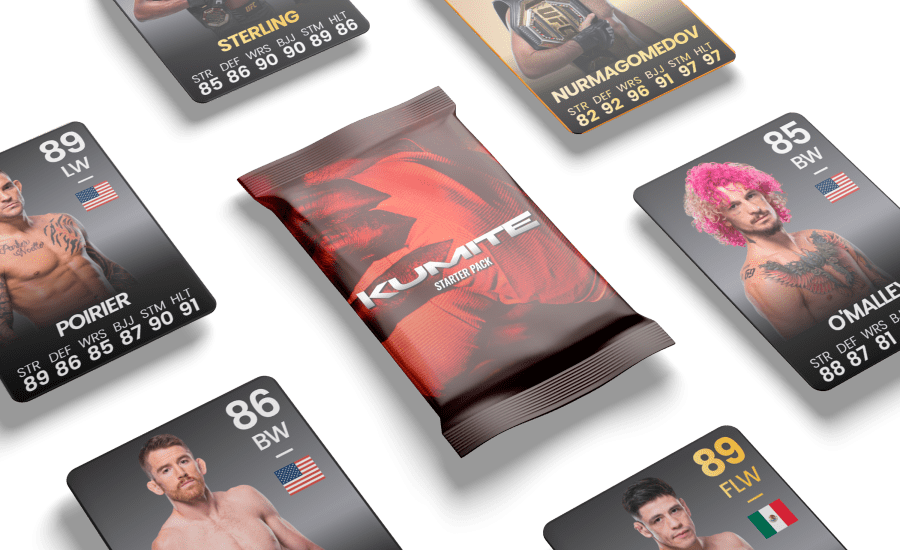 STERLING
STR DEF WRS BJJ STM HLT
85 86 90 90 89 86
UFC
NURMAGOMEDOV
STR DEF WRS BJJ STM HLT
82 92 96 91 97 97
89
LW
POIRIER
STR DEF WRS BJJ STM HLT
89 86 85 87 90 91
KUMITE
STARTER PACK
85
BW
O'MALLEY
STR DEF WRS
88 87 81
86
BW
89
FLW